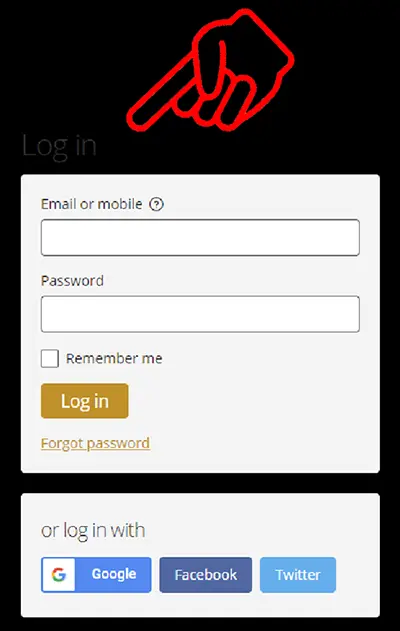 Log in
Email or mobile ?
Password
Remember me
Log in
Forgot password
or log in with
G Google Facebook Twitter